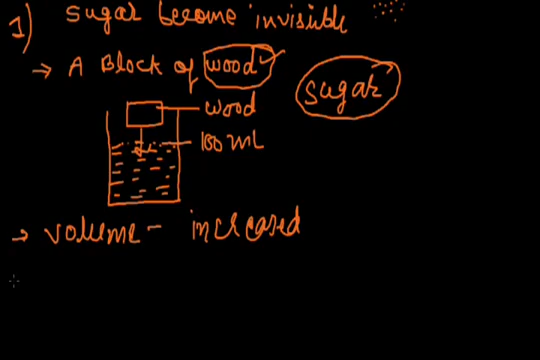 1) Sugar become invisible
→ A Block of wood
Sugar
wood
100 ML
→ volume - increased